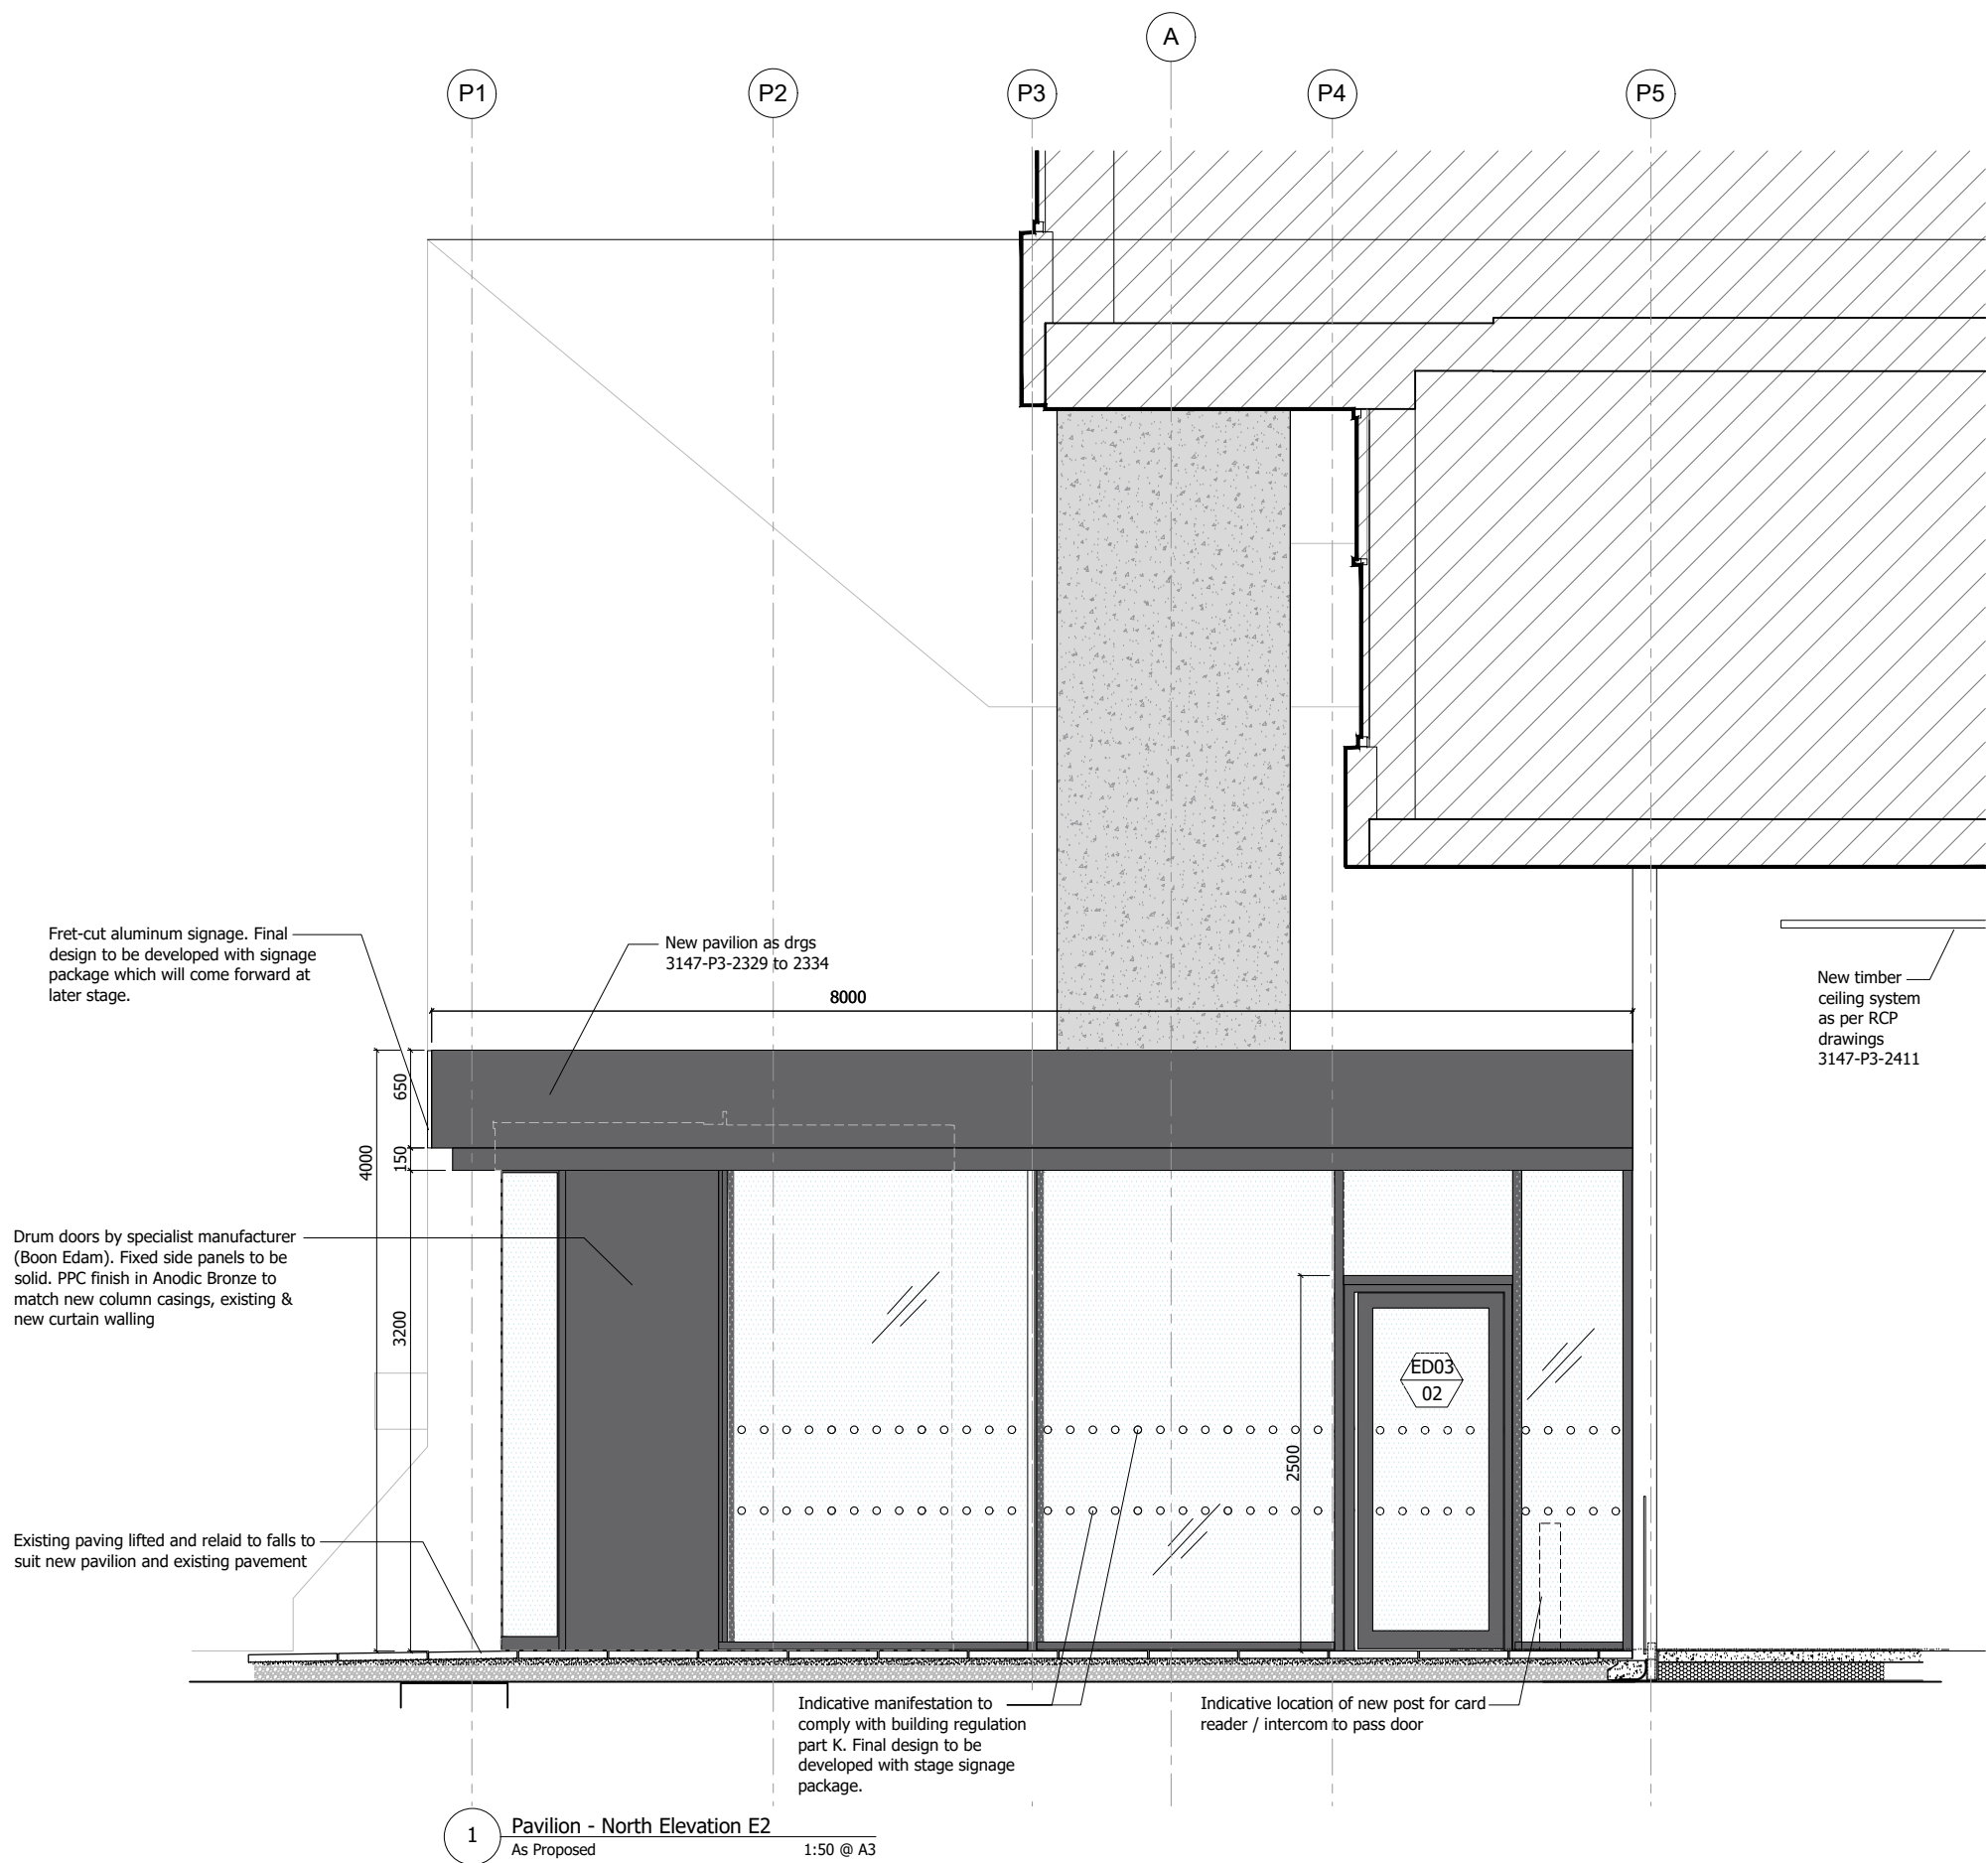 A
P1
P2
P3
P4
P5
Fret-cut aluminum signage. Final
design to be developed with signage
package which will come forward at
later stage.
New pavilion as drgs
3147-P3-2329 to 2334
8000
New timber
ceiling system
as per RCP
drawings
3147-P3-2411
650
4000
150
3200
Drum doors by specialist manufacturer
(Boon Edam). Fixed side panels to be
solid. PPC finish in Anodic Bronze to
match new column casings, existing &
new curtain walling
ED03
02
2500
Existing paving lifted and relaid to falls to
suit new pavilion and existing pavement
Indicative manifestation to
comply with building regulation
part K. Final design to be
developed with stage signage
package.
Indicative location of new post for card
reader / intercom to pass door
1
Pavilion - North Elevation E2
As Proposed 1:50 @ A3